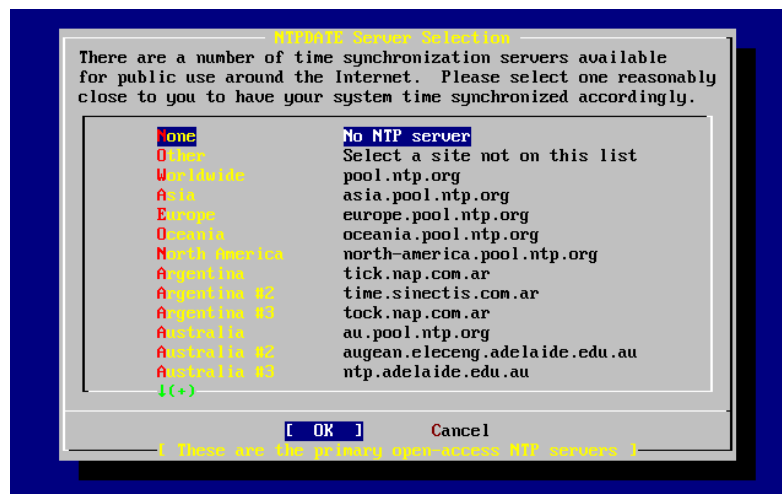 NTPDATE Server Selection
There are a number of time synchronization servers available
for public use around the Internet.  Please select one reasonably
close to you to have your system time synchronized accordingly.
None No NTP server
Other Select a site not on this list
Worldwide pool.ntp.org
Asia asia.pool.ntp.org
Europe europe.pool.ntp.org
Oceania oceania.pool.ntp.org
North America north-america.pool.ntp.org
Argentina tick.nap.com.ar
Argentina #2 time.sinectis.com.ar
Argentina #3 tock.nap.com.ar
Australia au.pool.ntp.org
Australia #2 augean.eleceng.adelaide.edu.au
Australia #3 ntp.adelaide.edu.au
↓(+)
[  OK  ] Cancel
[ These are the primary open-access NTP servers ]